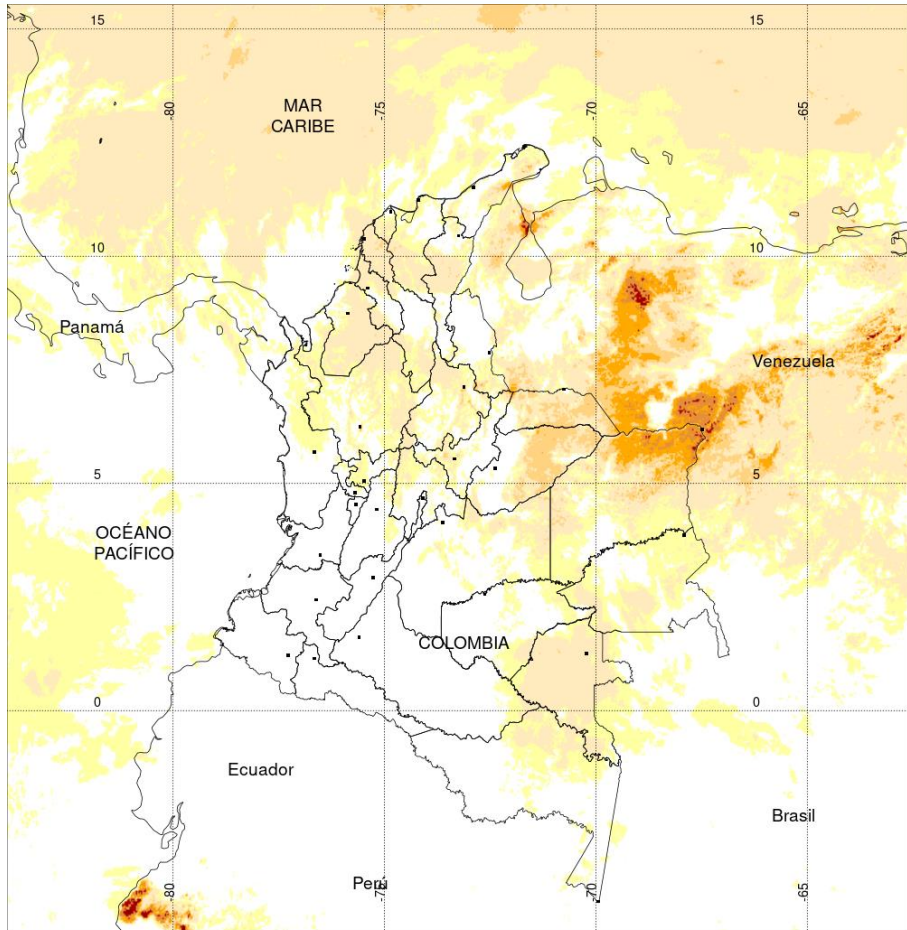 15
15
-80
-75
-70
-65
MAR
CARIBE
10
10
Panamá
Venezuela
5
5
OCÉANO
PACÍFICO
COLOMBIA
0
0
Ecuador
Brasil
Perú
-80
-75
-70
-65